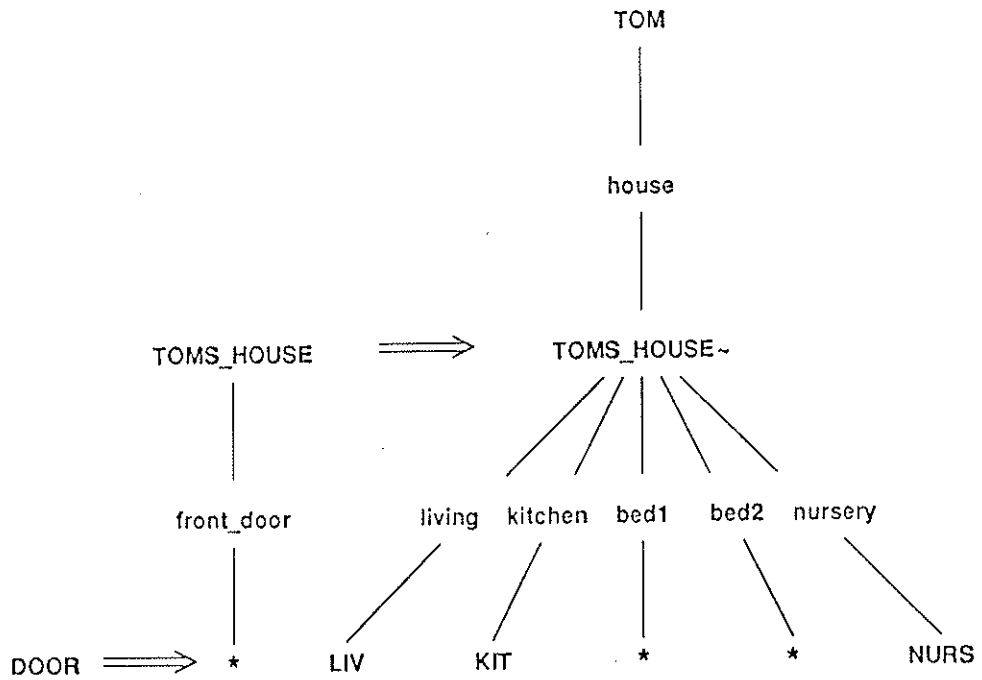 TOM
house
TOMS_HOUSE TOMS_HOUSE~
front_door living kitchen bed1 bed2 nursery
DOOR * LIV KIT * * NURS